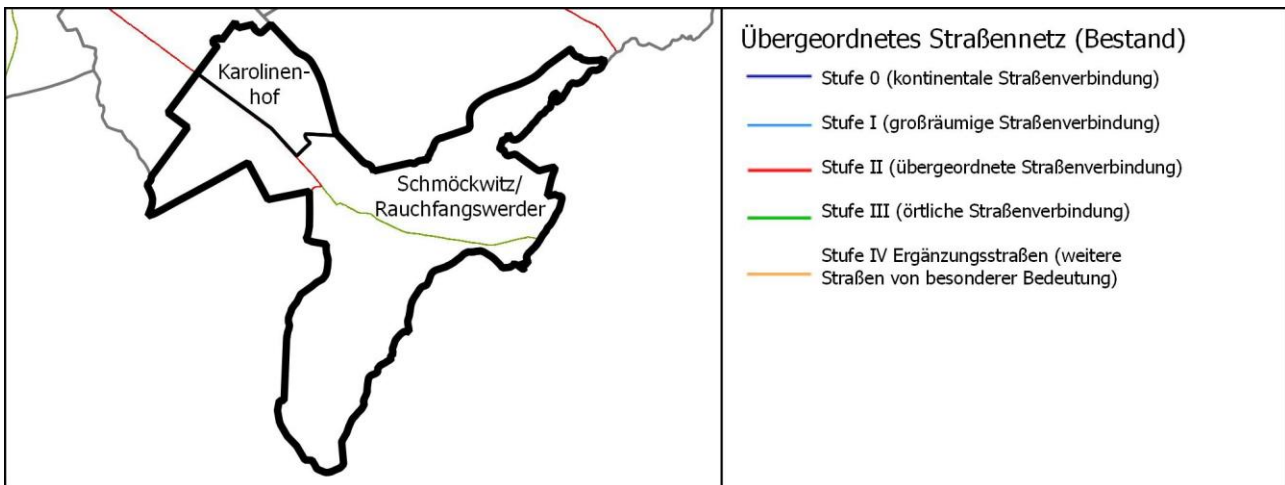 Karolinen-
hof
Schmöckwitz/
Rauchfangswerder
Übergeordnetes Straßennetz (Bestand)
Stufe 0 (kontinentale Straßenverbindung)
Stufe I (großräumige Straßenverbindung)
Stufe II (übergeordnete Straßenverbindung)
Stufe III (örtliche Straßenverbindung)
Stufe IV Ergänzungsstraßen (weitere
Straßen von besonderer Bedeutung)